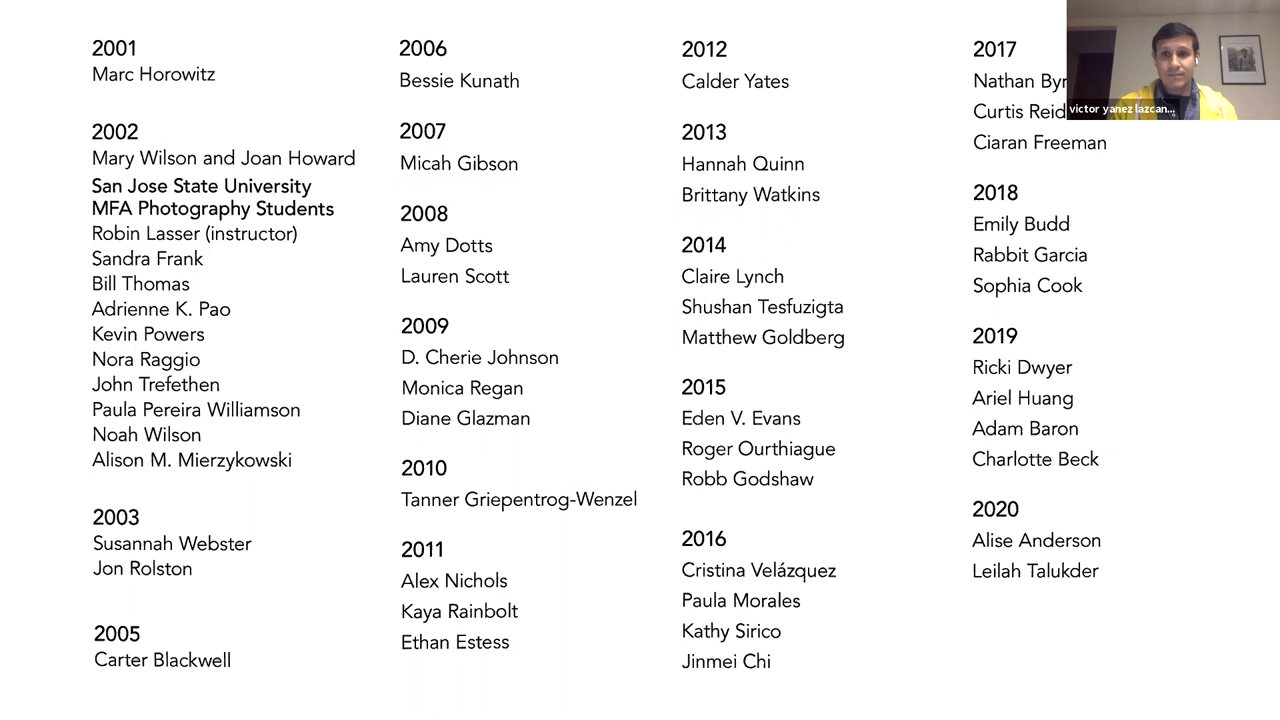 2001
Marc Horowitz
2002
Mary Wilson and Joan Howard
San Jose State University
MFA Photography Students
Robin Lasser (instructor)
Sandra Frank
Bill Thomas
Adrienne K. Pao
Kevin Powers
Nora Raggio
John Trefethen
Paula Pereira Williamson
Noah Wilson
Alison M. Mierzykowski
2003
Susannah Webster
Jon Rolston
2005
Carter Blackwell
2006
Bessie Kunath
2007
Micah Gibson
2008
Amy Dotts
Lauren Scott
2009
D. Cherie Johnson
Monica Regan
Diane Glazman
2010
Tanner Griepentrog-Wenzel
2011
Alex Nichols
Kaya Rainbolt
Ethan Estess
2012
Calder Yates
2013
Hannah Quinn
Brittany Watkins
2014
Claire Lynch
Shushan Tesfuzigta
Matthew Goldberg
2015
Eden V. Evans
Roger Ourthiague
Robb Godshaw
2016
Cristina Velázquez
Paula Morales
Kathy Sirico
Jinmei Chi
2017
Nathan
Curtis Reid
Ciaran Freeman
2018
Emily Budd
Rabbit Garcia
Sophia Cook
2019
Ricki Dwyer
Ariel Huang
Adam Baron
Charlotte Beck
2020
Alise Anderson
Leilah Talukder
victor yanez lazcan...